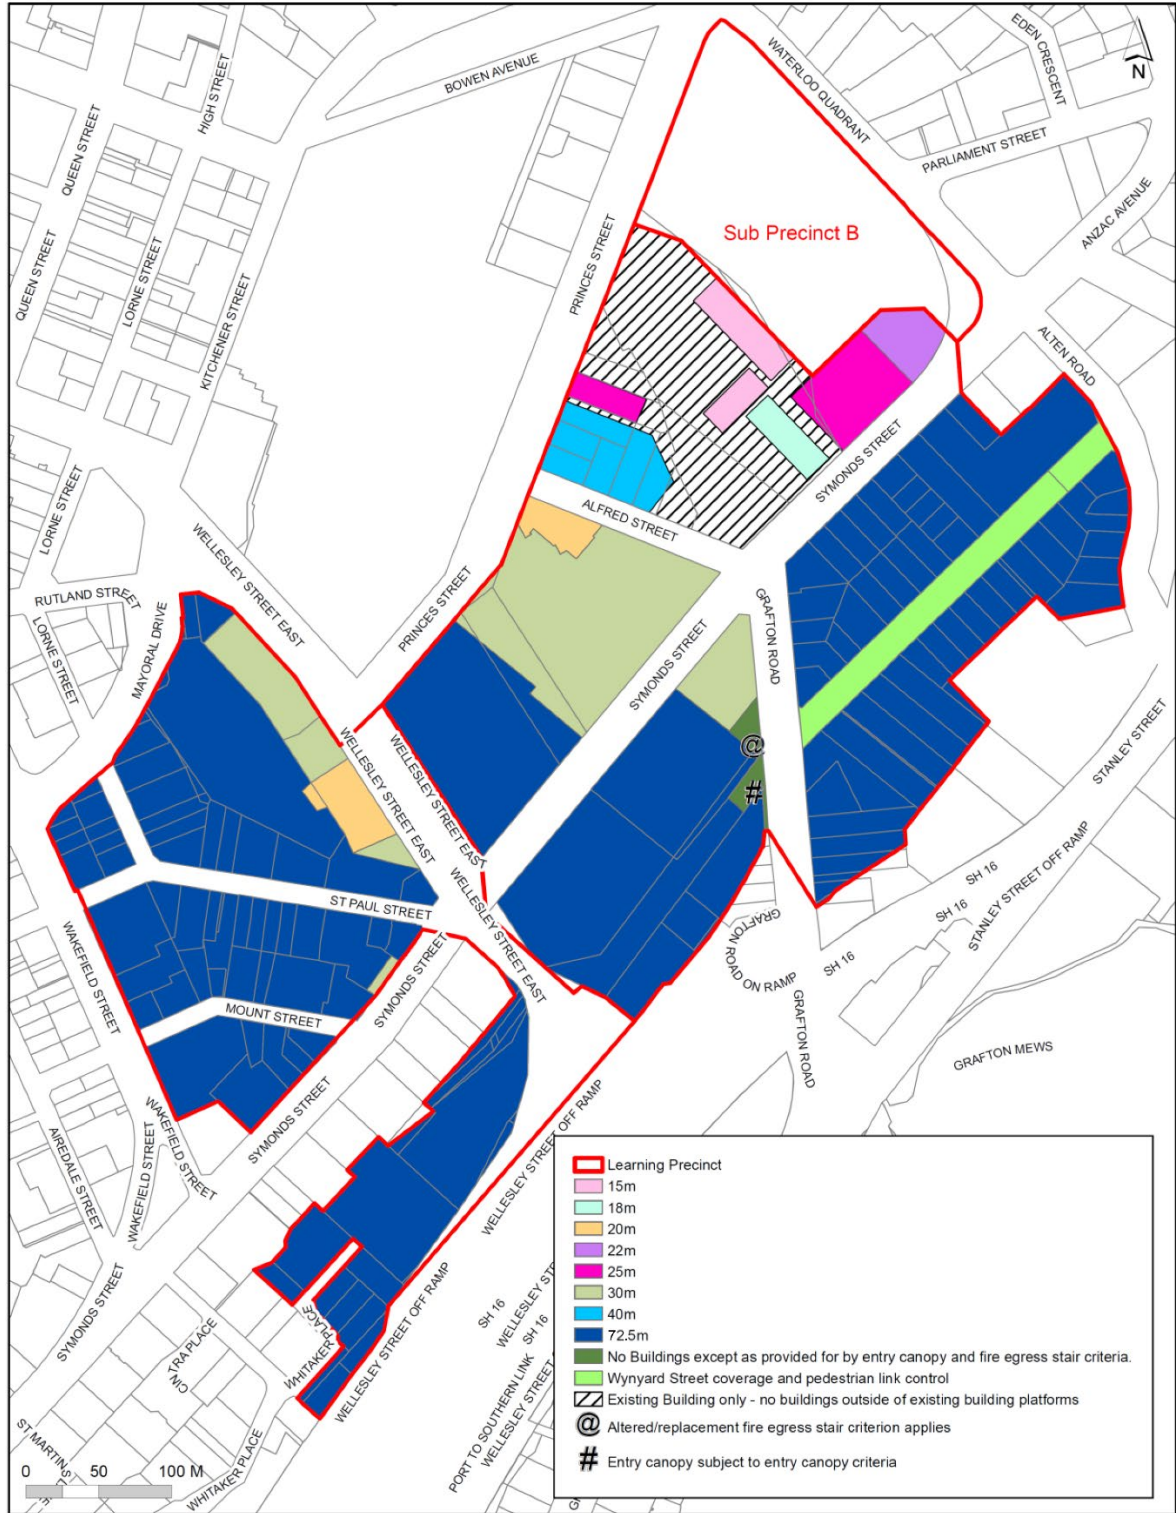 BOWEN AVENUE
WATERLOO QUADRANT
EDEN CRESCENT
N
HIGH STREET
QUEEN STREET
PARLIAMENT STREET
ANZAC AVENUE
Sub Precinct B
QUEEN STREET
LORNE STREET
KITCHENER STREET
PRINCES STREET
ALTEN ROAD
SYMONDS STREET
LORNE STREET
ALFRED STREET
WELLESLEY STREET EAST
RUTLAND STREET
LORNE STREET
MAYORAL DRIVE
PRINCES STREET
GRAFTON ROAD
SYMONDS STREET
STANLEY STREET
@
#
WELLESLEY STREET EAST
WELLESLEY STREET EAST
WELLESLEY STREET EAST
ST PAUL STREET
SH 16
SH 16
SH 16
STANLEY STREET OFF RAMP
GRAFTON
ROAD ON RAMP
WAKEFIELD STREET
SYMONDS STREET
MOUNT STREET
GRAFTON ROAD
GRAFTON MEWS
AIREDALE STREET
WAKEFIELD STREET
WAKEFIELD STREET
SYMONDS STREET
WELLESLEY STREET OFF RAMP
SYMONDS STREET
CINTRA PLACE
WHITAKER PLACE
WELLESLEY STREET OFF RAMP
SH 16
SH 16
WELLESLEY STREET
PORT TO SOUTHERN LINK
WELLESLEY STREET
ST MARTINS
WHITAKER PLACE
0 50 100 M
Learning Precinct
15m
18m
20m
22m
25m
30m
40m
72.5m
No Buildings except as provided for by entry canopy and fire egress stair criteria.
Wynyard Street coverage and pedestrian link control
Existing Building only - no buildings outside of existing building platforms
@ Altered/replacement fire egress stair criterion applies
# Entry canopy subject to entry canopy criteria